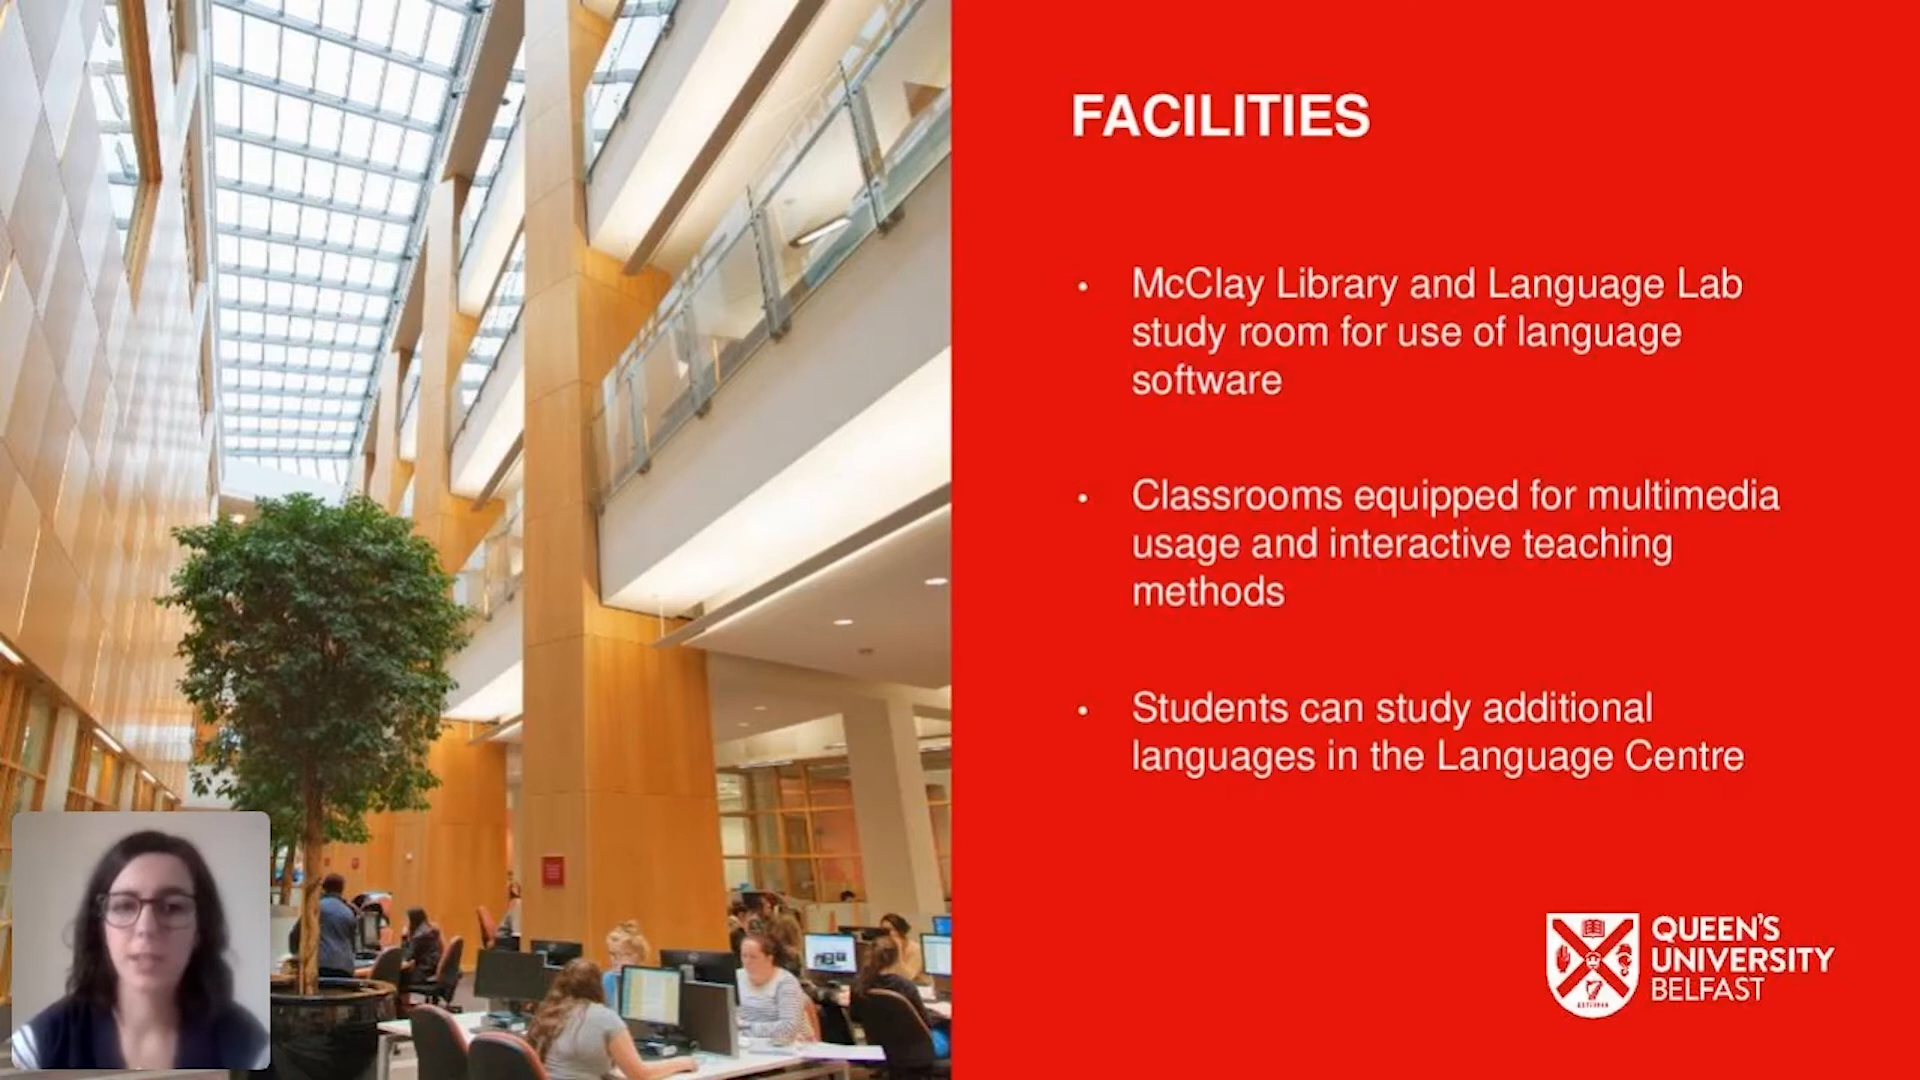 FACILITIES
• McClay Library and Language Lab
study room for use of language
software
• Classrooms equipped for multimedia
usage and interactive teaching
methods
• Students can study additional
languages in the Language Centre
QUEEN'S
UNIVERSITY
BELFAST